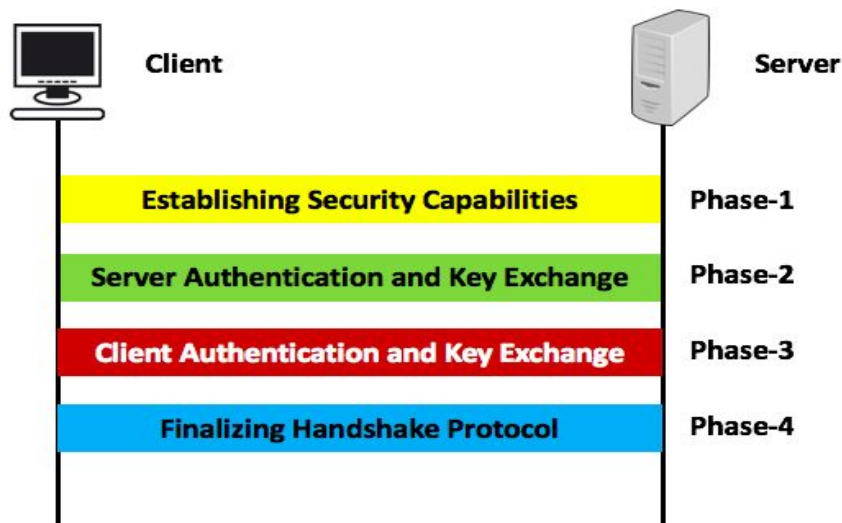 Client
Server
Establishing Security Capabilities
Phase-1
Server Authentication and Key Exchange
Phase-2
Client Authentication and Key Exchange
Phase-3
Finalizing Handshake Protocol
Phase-4